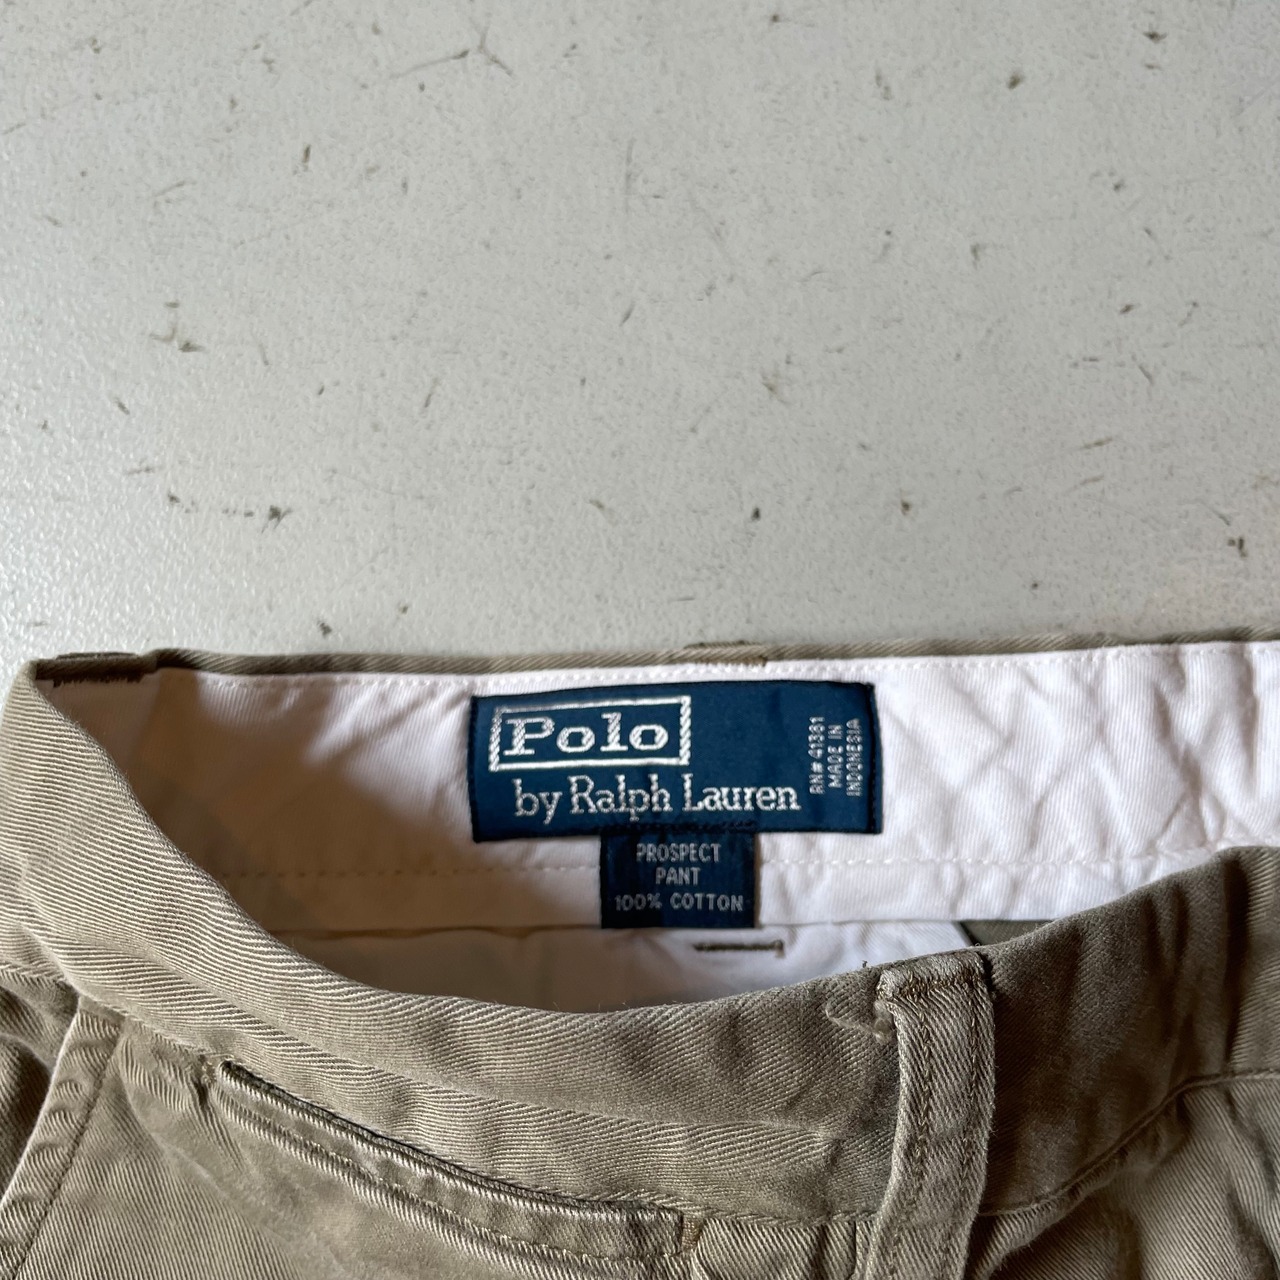 Polo
by Ralph Lauren
RN# 41381
MADE IN
INDONESIA
PROSPECT
PANT
100% COTTON